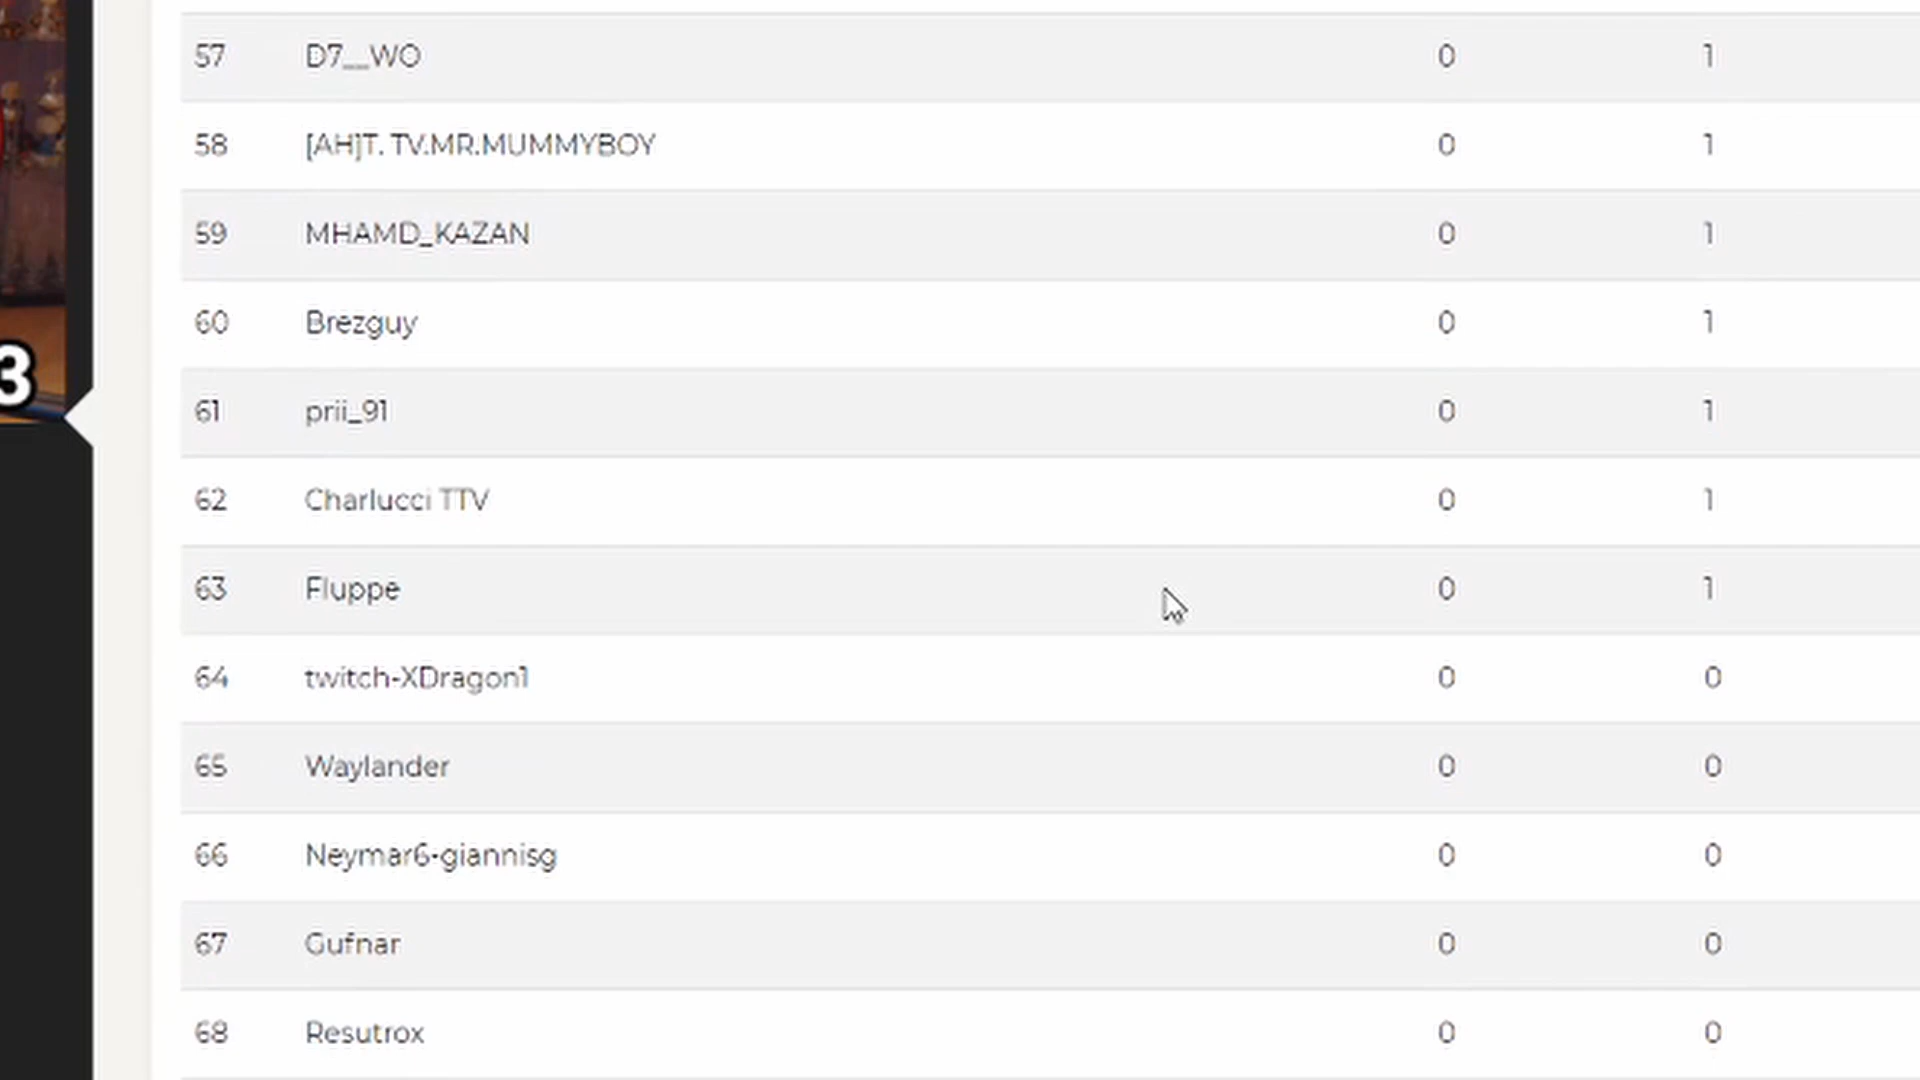 57 D7__WO 0 1
58 [AH]T. TV.MR.MUMMYBOY 0 1
59 MHAMD_KAZAN 0 1
60 Brezguy 0 1
61 prii_91 0 1
62 Charlucci TTV 0 1
3
63 Fluppe 0 1
64 twitch-XDragon1 0 0
65 Waylander 0 0
66 Neymar6-giannisg 0 0
67 Gufnar 0 0
68 Resutrox 0 0